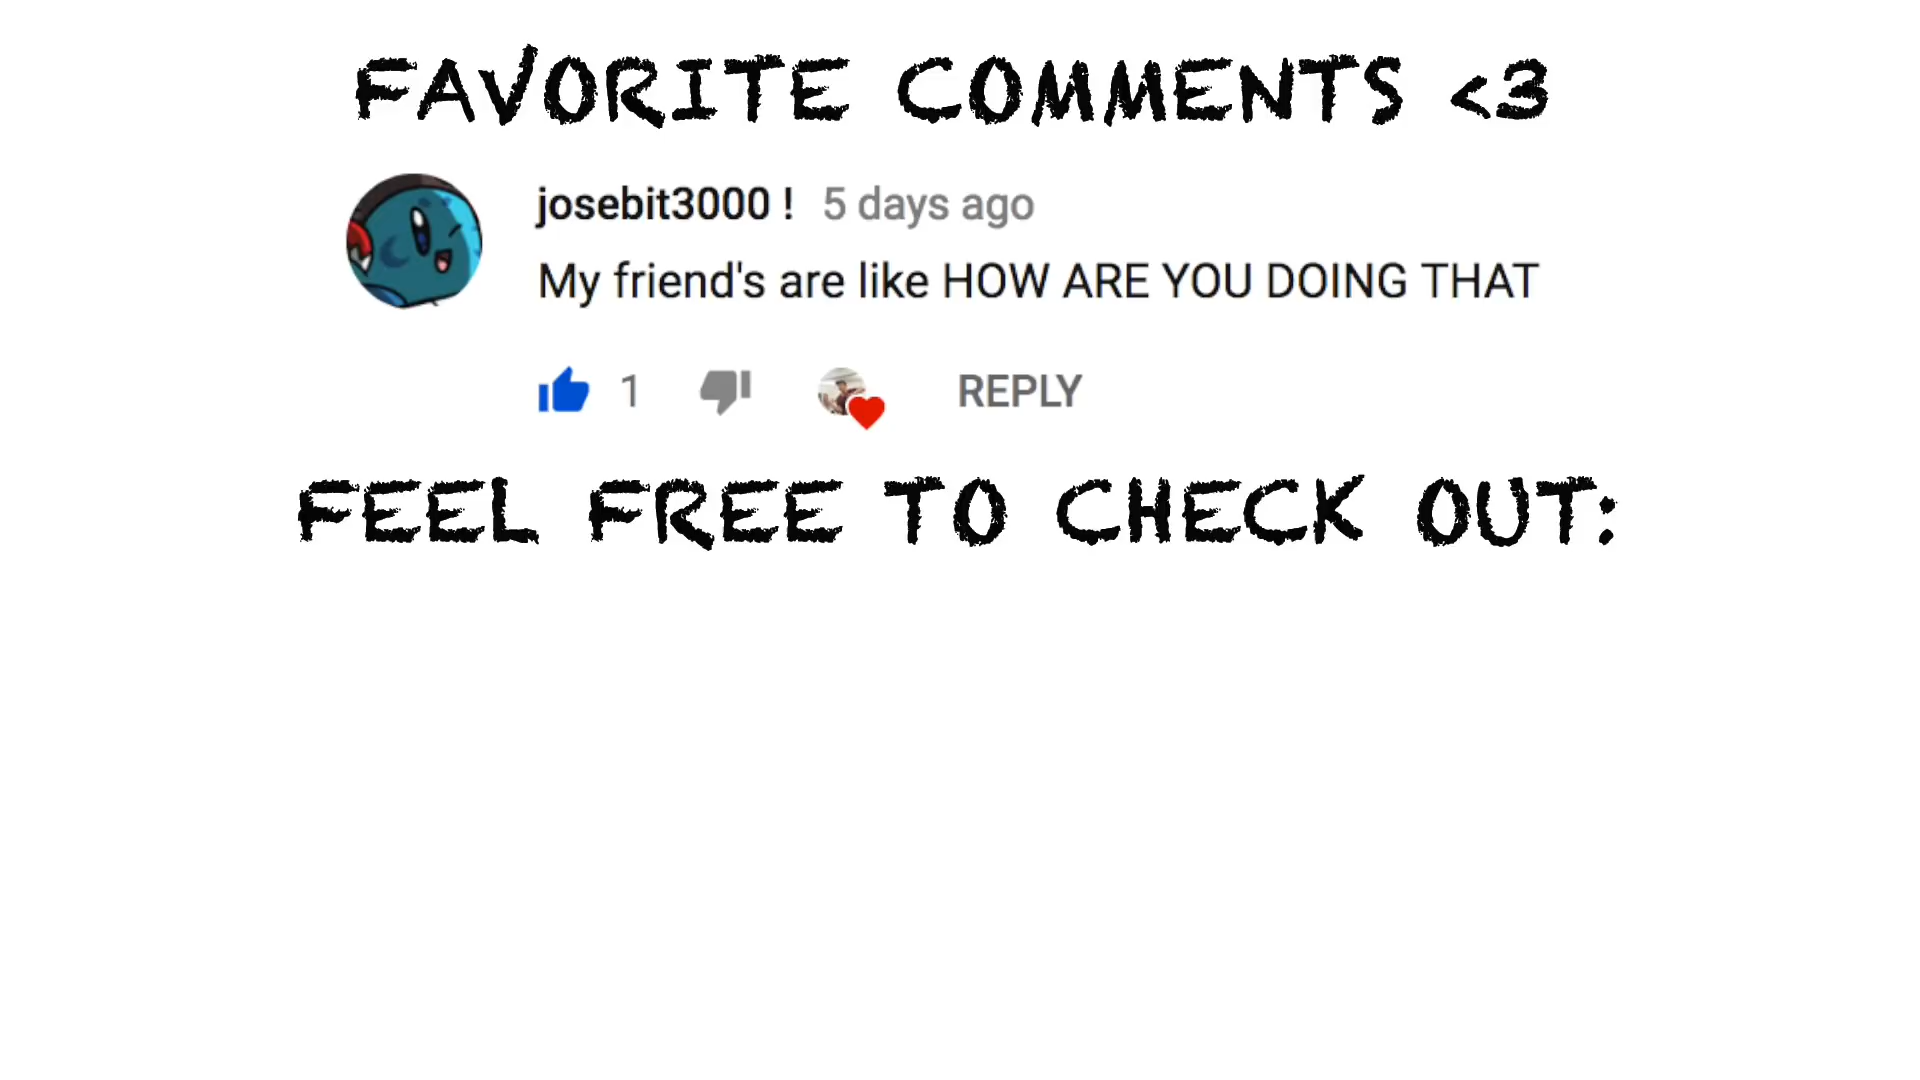 FAVORITE COMMENTS <3
josebit3000 ! 5 days ago
My friend's are like HOW ARE YOU DOING THAT
1 REPLY
FEEL FREE TO CHECK OUT: